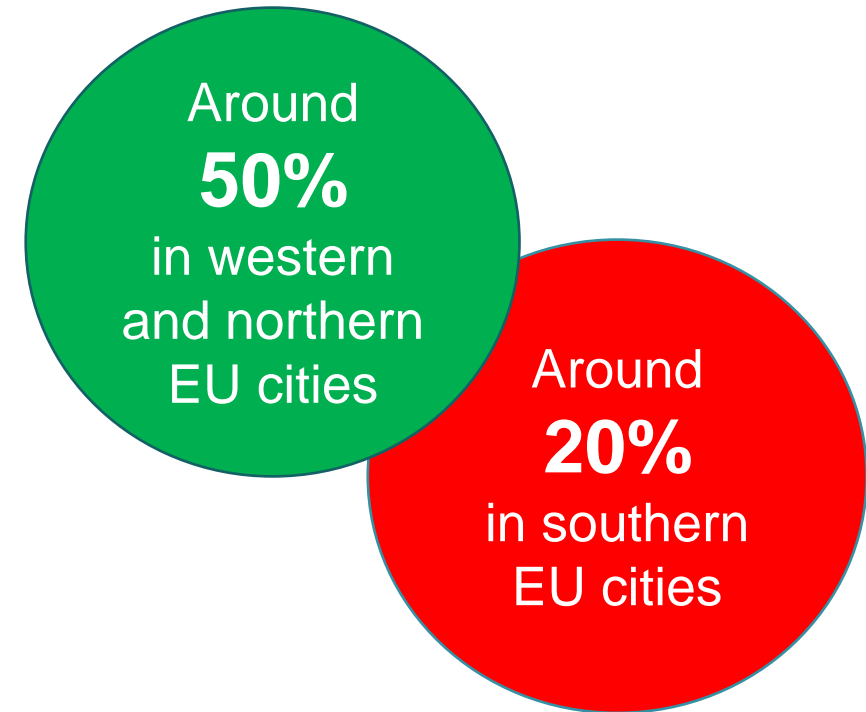 Around
50%
in western
and northern
EU cities
Around
20%
in southern
EU cities